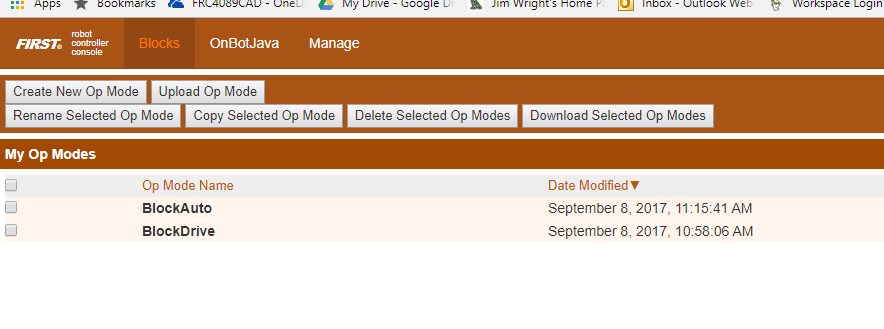 Apps Bookmarks FRC4089CAD - OneD My Drive - Google Dr Jim Wright's Home Pa Inbox - Outlook Web Workspace Login
FIRST® robot
controller
console
Blocks OnBotJava Manage
Create New Op Mode Upload Op Mode
Rename Selected Op Mode Copy Selected Op Mode Delete Selected Op Modes Download Selected Op Modes
My Op Modes
Op Mode Name Date Modified▼
BlockAuto September 8, 2017, 11:15:41 AM
BlockDrive September 8, 2017, 10:58:06 AM